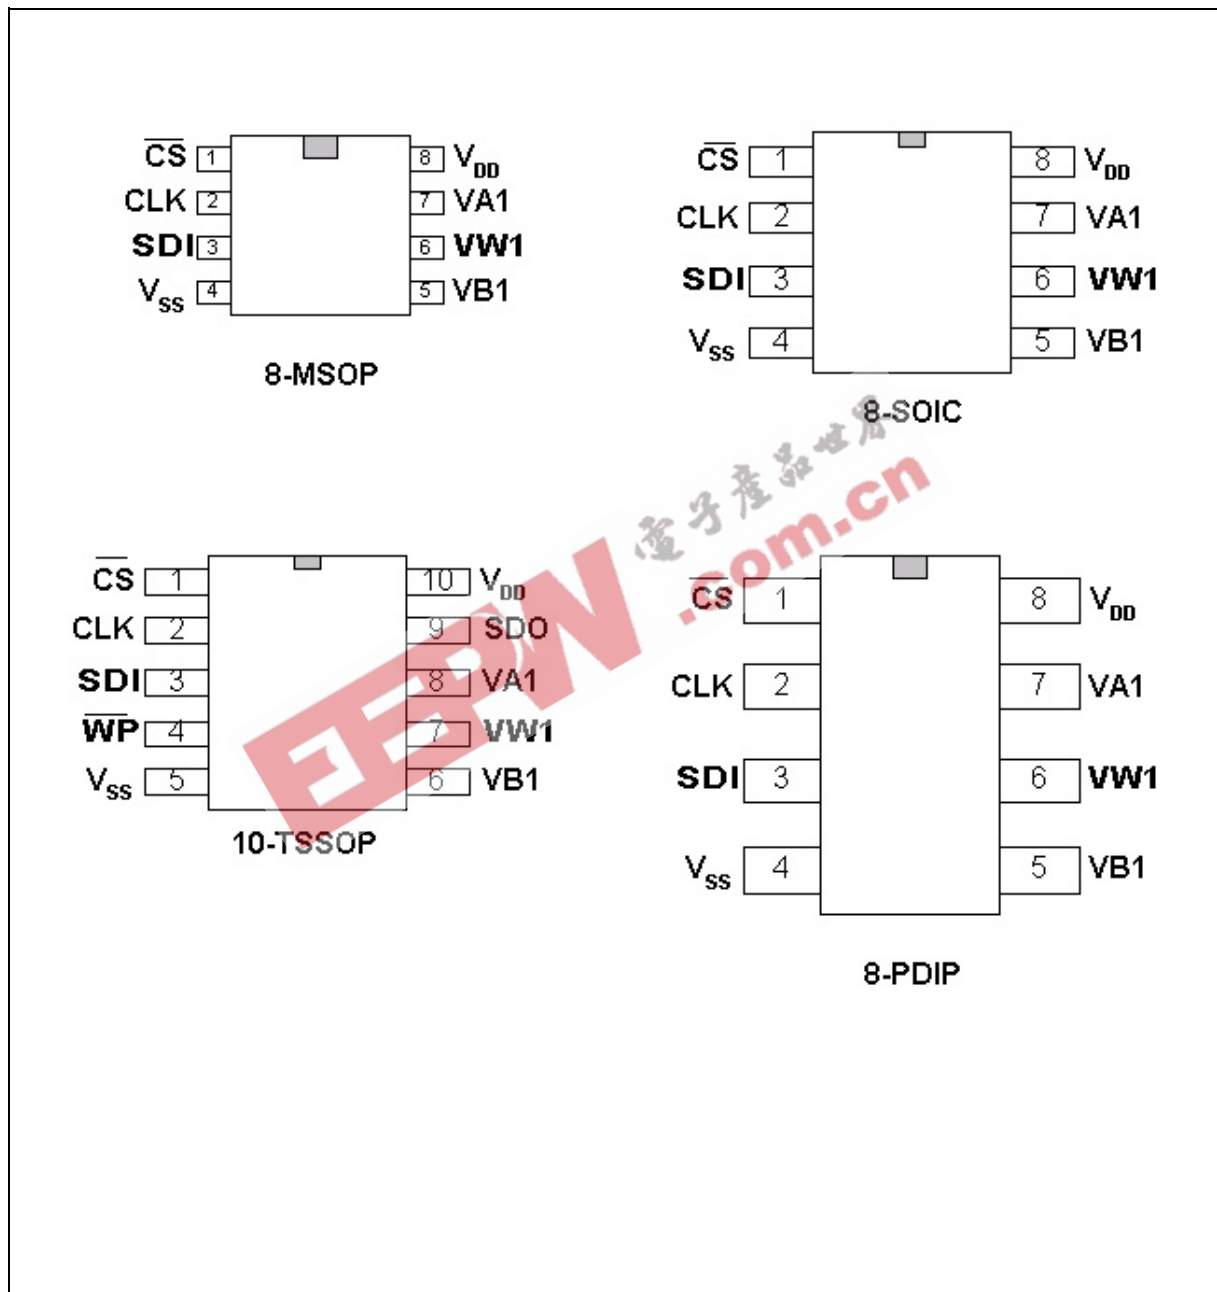 CS 1 8 VDD
CLK 2 7 VA1
SDI 3 6 VW1
VSS 4 5 VB1
8-MSOP
CS 1 8 VDD
CLK 2 7 VA1
SDI 3 6 VW1
VSS 4 5 VB1
8-SOIC
CS 1 10 VDD
CLK 2 9 SDO
SDI 3 8 VA1
WP 4 7 VW1
VSS 5 6 VB1
10-TSSOP
CS 1 8 VDD
CLK 2 7 VA1
SDI 3 6 VW1
VSS 4 5 VB1
8-PDIP
EEPW
電子產品世界
.com.cn